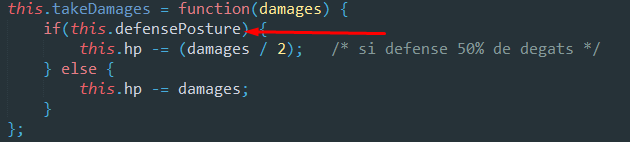 this.takeDamages = function(damages) {
if(this.defensePosture) {
this.hp -= (damages / 2); /* si defense 50% de degats */
} else {
this.hp -= damages;
}
};